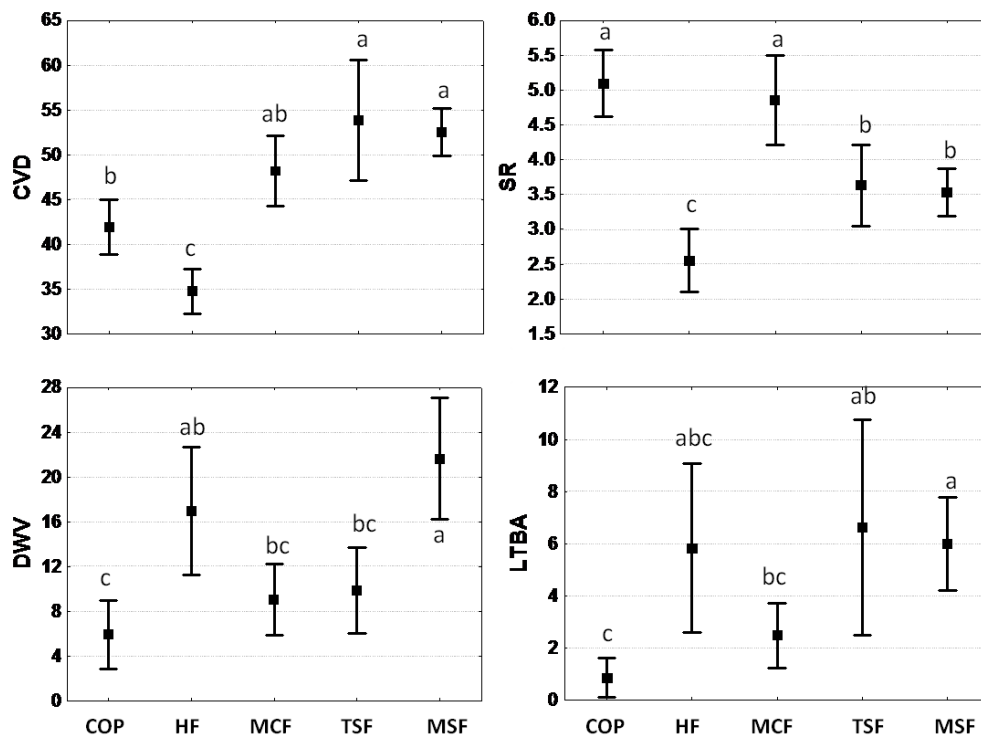 CVD
65
60
55
50
45
40
35
30
b
c
ab
a
a
SR
6.0
5.5
5.0
4.5
4.0
3.5
3.0
2.5
2.0
1.5
a
c
a
b
b
DWV
28
24
20
16
12
8
4
0
c
ab
bc
bc
a
COP HF MCF TSF MSF
LTBA
12
10
8
6
4
2
0
c
abc
bc
ab
a
COP HF MCF TSF MSF